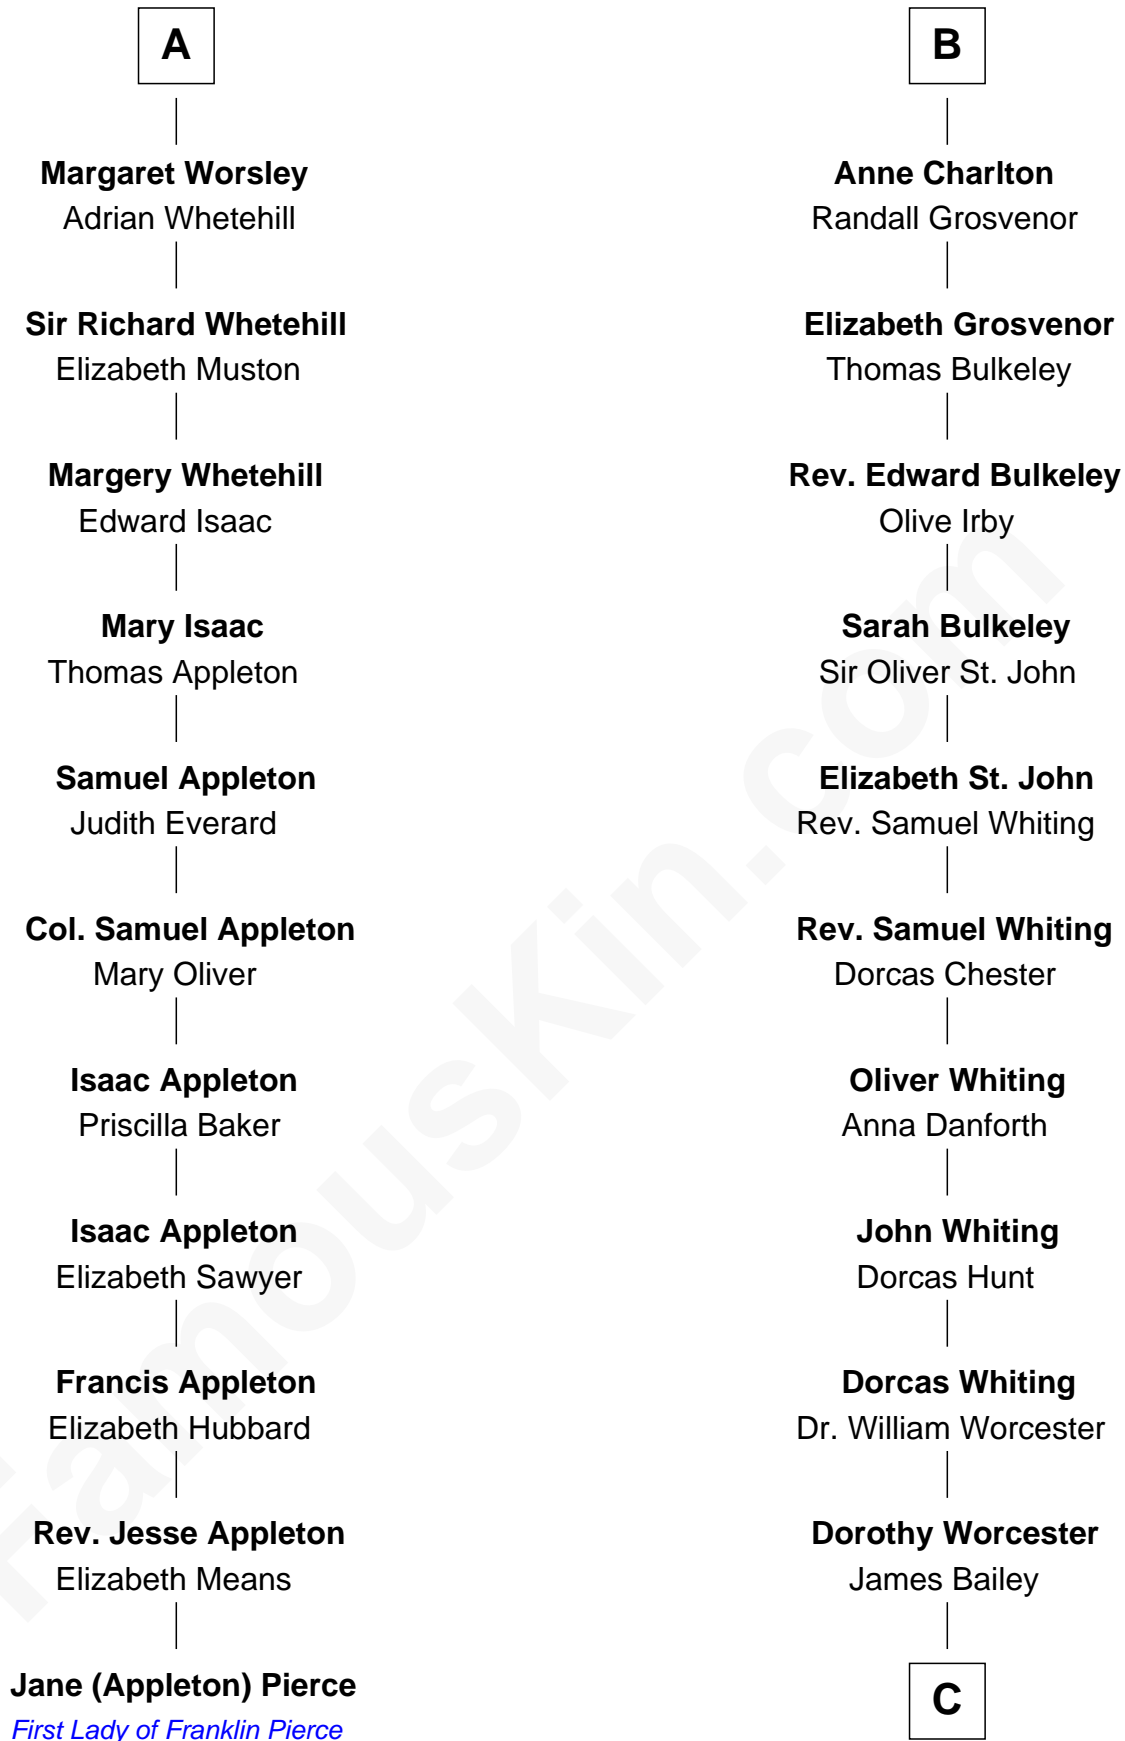 A
Margaret Worsley
Adrian Whetehill
Sir Richard Whetehill
Elizabeth Muston
Margery Whetehill
Edward Isaac
Mary Isaac
Thomas Appleton
Samuel Appleton
Judith Everard
Col. Samuel Appleton
Mary Oliver
Isaac Appleton
Priscilla Baker
Isaac Appleton
Elizabeth Sawyer
Francis Appleton
Elizabeth Hubbard
Rev. Jesse Appleton
Elizabeth Means
Jane (Appleton) Pierce
First Lady of Franklin Pierce
B
Anne Charlton
Randall Grosvenor
Elizabeth Grosvenor
Thomas Bulkeley
Rev. Edward Bulkeley
Olive Irby
Sarah Bulkeley
Sir Oliver St. John
Elizabeth St. John
Rev. Samuel Whiting
Rev. Samuel Whiting
Dorcas Chester
Oliver Whiting
Anna Danforth
John Whiting
Dorcas Hunt
Dorcas Whiting
Dr. William Worcester
Dorothy Worcester
James Bailey
C
FamousKin.com